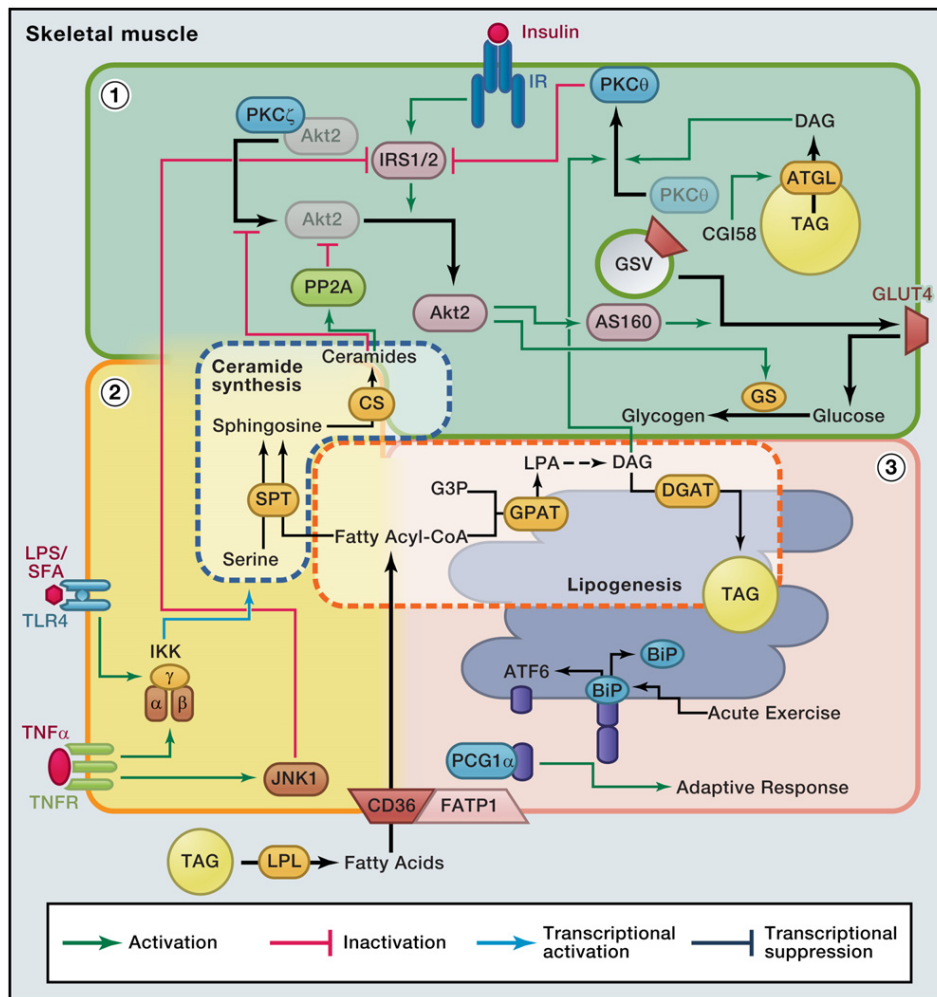 Skeletal muscle
Insulin
IR
1
PKCζ
Akt2
IRS1/2
PKCθ
DAG
ATGL
TAG
CGI58
PKCθ
Akt2
GSV
PP2A
Akt2
AS160
GLUT4
GS
Glycogen
Glucose
2
Ceramide
synthesis
Ceramides
CS
Sphingosine
SPT
Serine
3
LPA
DAG
G3P
GPAT
DGAT
Fatty Acyl-CoA
Lipogenesis
TAG
LPS/
SFA
TLR4
IKK
γ
α
β
TNFα
TNFR
JNK1
ATF6
BiP
BiP
Acute Exercise
PCG1α
Adaptive Response
CD36
FATP1
TAG
LPL
Fatty Acids
Activation
Inactivation
Transcriptional
activation
Transcriptional
suppression